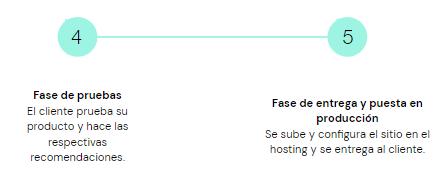 4
5
Fase de pruebas
El cliente prueba su
producto y hace las
respectivas
recomendaciones.
Fase de entrega y puesta en
producción
Se sube y configura el sitio en el
hosting y se entrega al cliente.